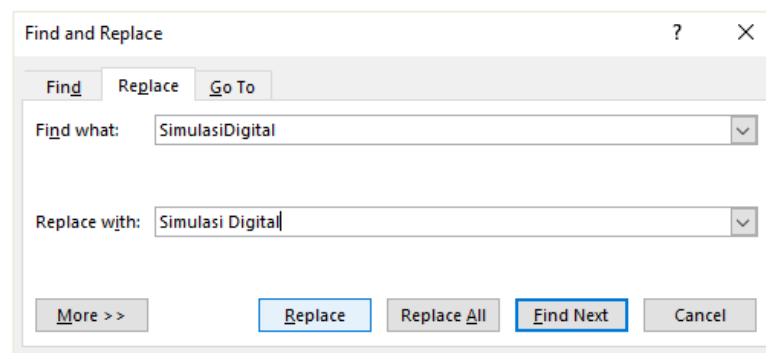 Find and Replace ? X
Find Replace Go To
Find what: SimulasiDigital
Replace with: Simulasi Digital
More >> Replace Replace All Find Next Cancel